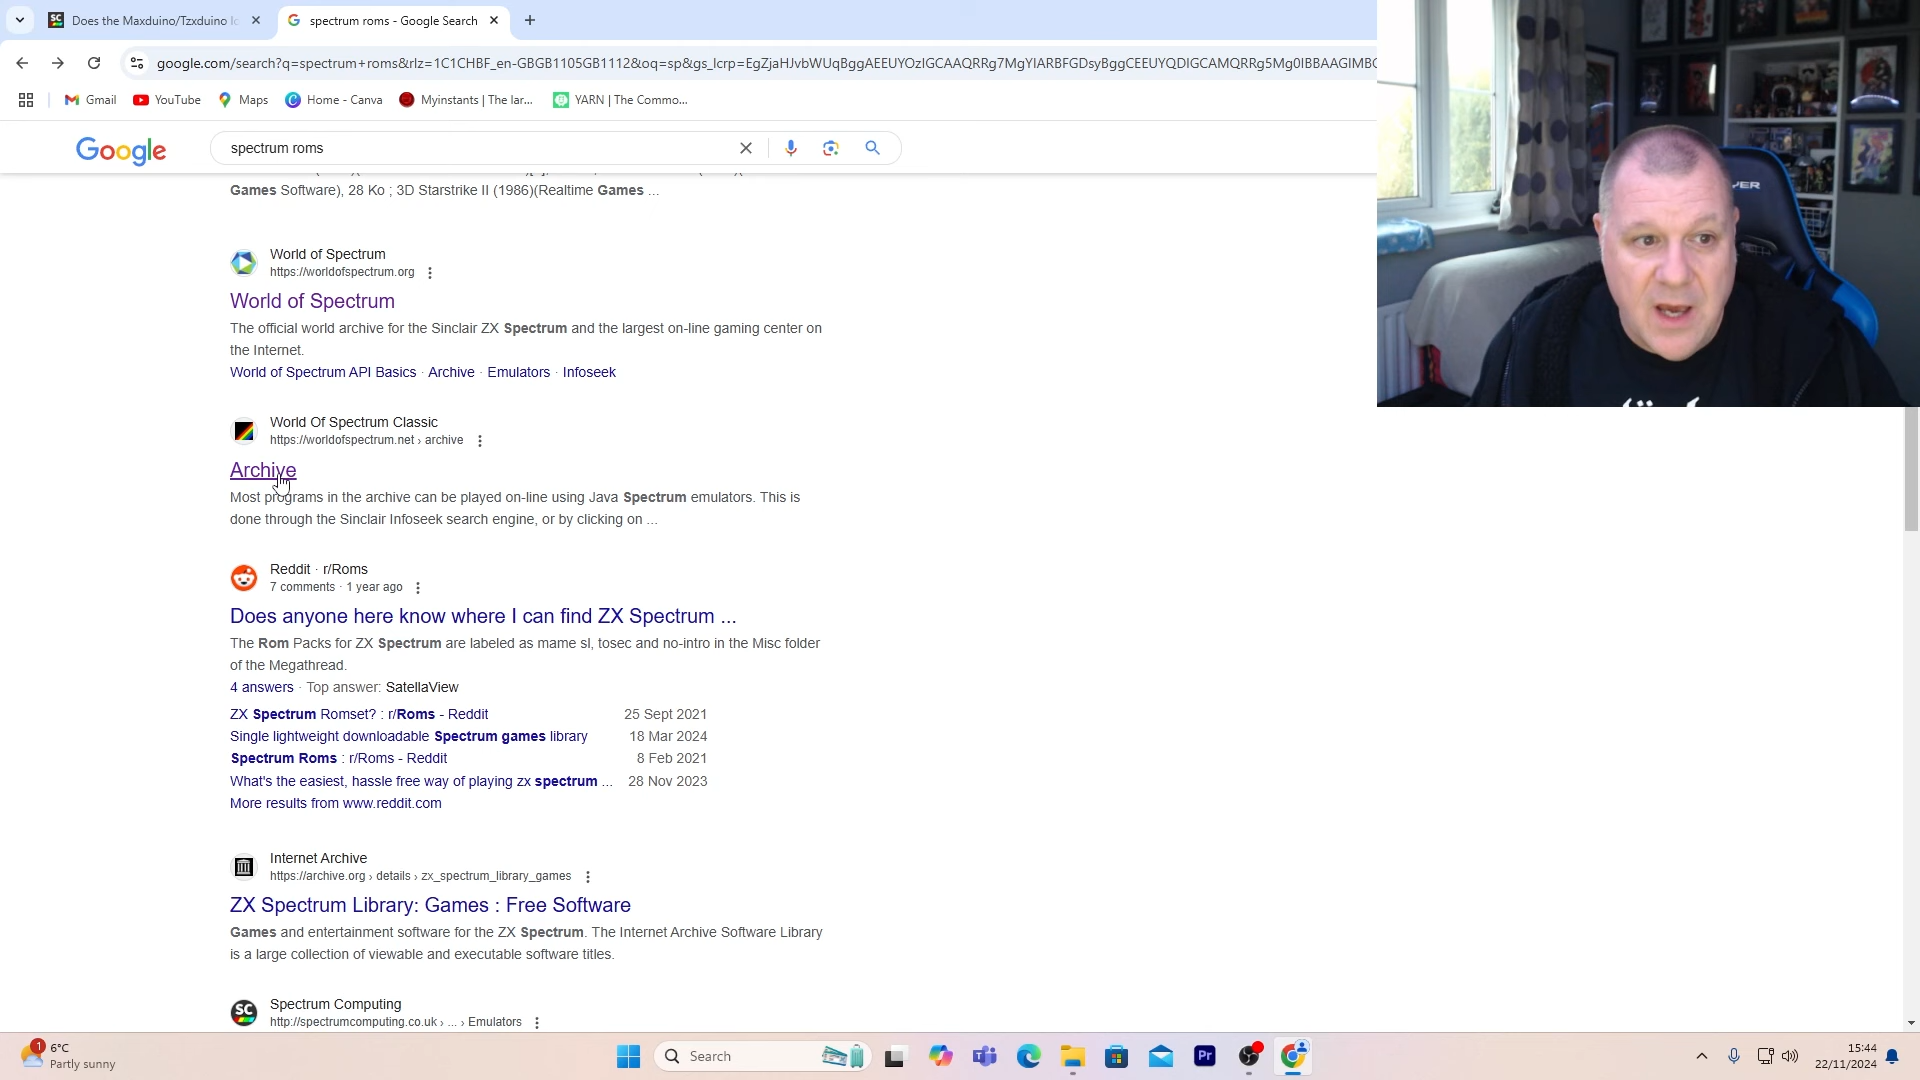 Does the Maxduino/Tzxduino Ic
spectrum roms - Google Search
google.com/search?q=spectrum+roms&rlz=1C1CHBF_en-GBGB1105GB1112&oq=sp&gs_lcrp=EgZjaHJvbWUqBggAEEUYOzIGCAAQRRg7MgYIARBFGDsyBggCEEUYQDIGCAMQRRg5Mg0IBBAAGIMBG
Gmail YouTube Maps Home - Canva Myinstants | The lar... YARN | The Commo...
Google
spectrum roms
Games Software), 28 Ko ; 3D Starstrike II (1986)(Realtime Games ...
World of Spectrum
https://worldofspectrum.org
World of Spectrum
The official world archive for the Sinclair ZX Spectrum and the largest on-line gaming center on
the Internet.
World of Spectrum API Basics · Archive · Emulators · Infoseek
World Of Spectrum Classic
https://worldofspectrum.net › archive
Archive
Most programs in the archive can be played on-line using Java Spectrum emulators. This is
done through the Sinclair Infoseek search engine, or by clicking on ...
Reddit · r/Roms
7 comments · 1 year ago
Does anyone here know where I can find ZX Spectrum ...
The Rom Packs for ZX Spectrum are labeled as mame sl, tosec and no-intro in the Misc folder
of the Megathread.
4 answers · Top answer: SatellaView
ZX Spectrum Romset? : r/Roms - Reddit 25 Sept 2021
Single lightweight downloadable Spectrum games library 18 Mar 2024
Spectrum Roms : r/Roms - Reddit 8 Feb 2021
What's the easiest, hassle free way of playing zx spectrum ... 28 Nov 2023
More results from www.reddit.com
Internet Archive
https://archive.org › details › zx_spectrum_library_games
ZX Spectrum Library: Games : Free Software
Games and entertainment software for the ZX Spectrum. The Internet Archive Software Library
is a large collection of viewable and executable software titles.
SC
Spectrum Computing
http://spectrumcomputing.co.uk › ... › Emulators
1
6°C
Partly sunny
Search
Pr
15:44
22/11/2024